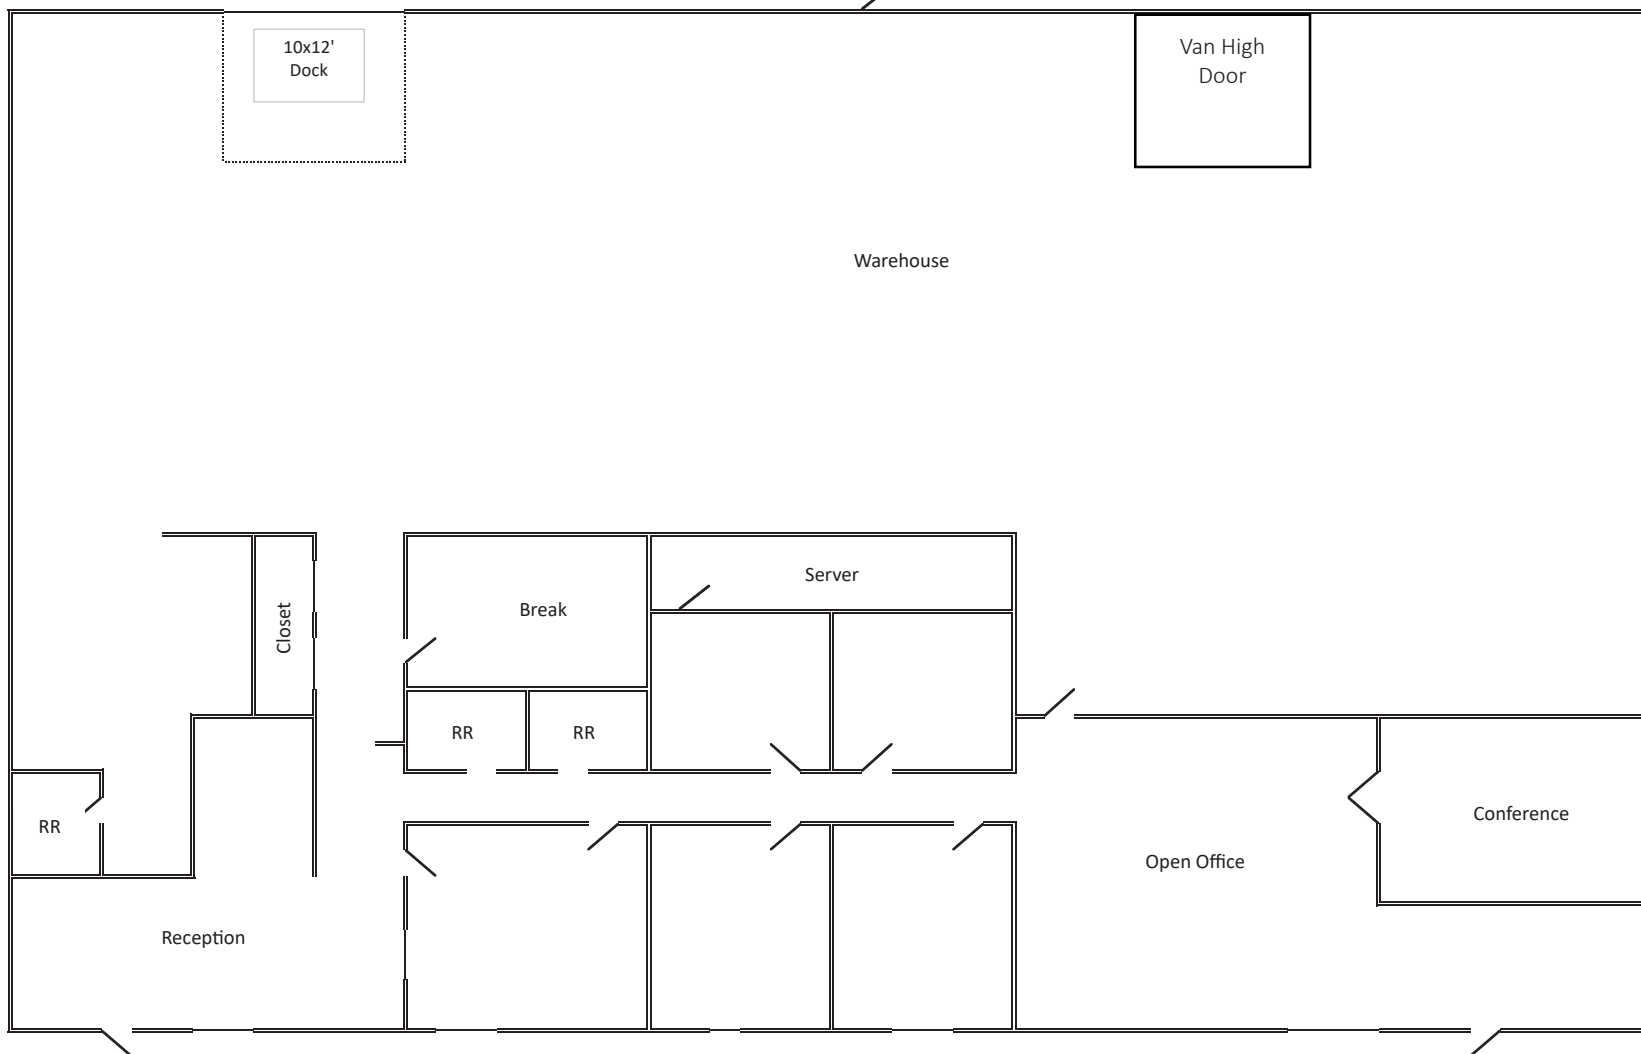 10x12'
Dock
Van High
Door
Warehouse
Server
Break
Closet
RR
RR
RR
Conference
Open Office
Reception